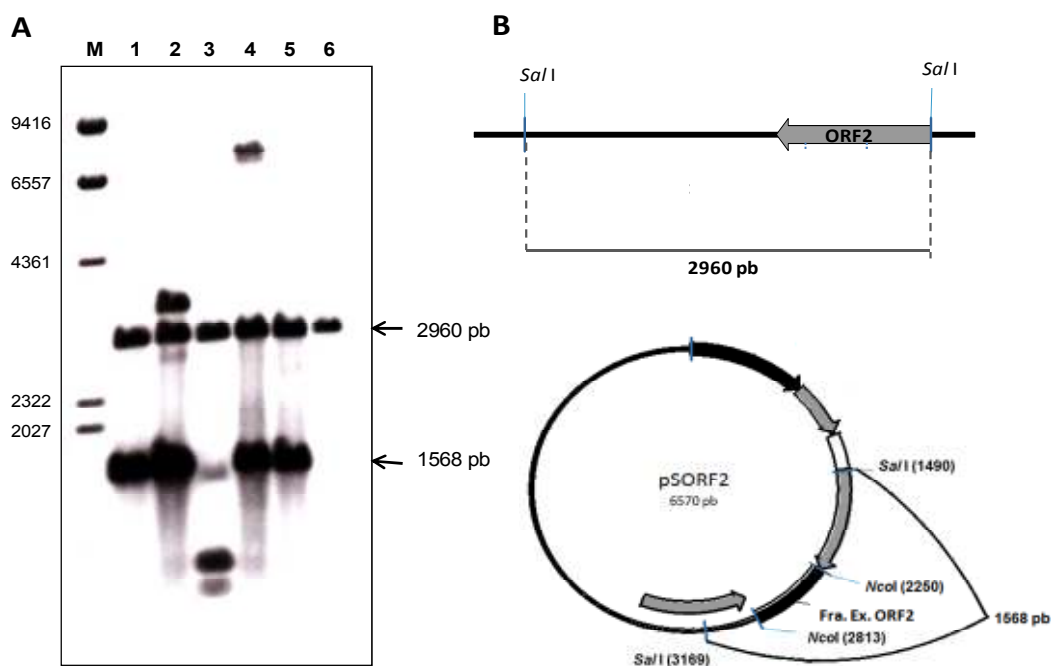 A
M 1 2 3 4 5 6
9416
6557
4361
2322
2027
2960 pb
1568 pb
B
Sal I
Sal I
ORF2
2960 pb
pSORF2
6570 pb
Sal I (1490)
NcoI (2250)
Fra. Ex. ORF2
NcoI (2813)
1568 pb
Sal I (3169)